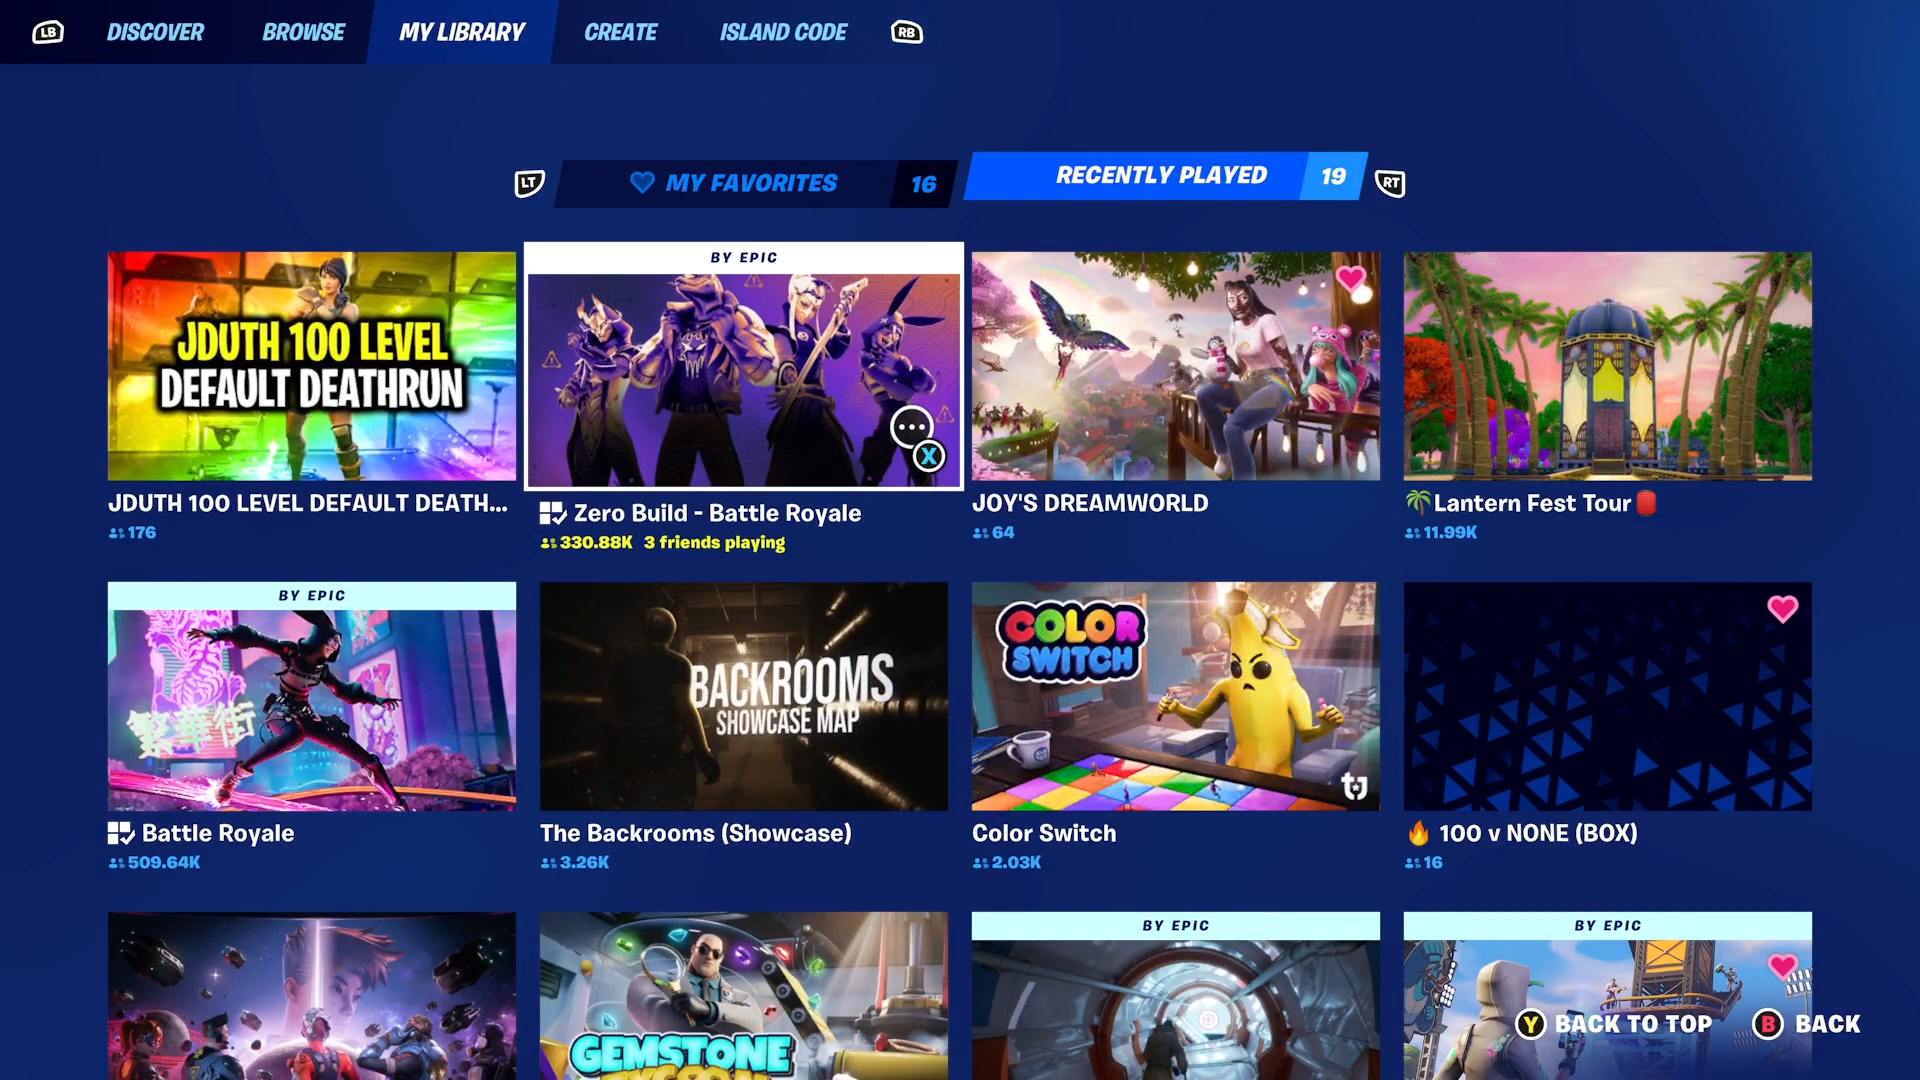 LB DISCOVER BROWSE MY LIBRARY CREATE ISLAND CODE RB
LT MY FAVORITES 16 RECENTLY PLAYED 19 RT
JDUTH 100 LEVEL
DEFAULT DEATHRUN
JDUTH 100 LEVEL DEFAULT DEATH...
176
BY EPIC
X
Zero Build - Battle Royale
330.88K 3 friends playing
JOY'S DREAMWORLD
64
🌴Lantern Fest Tour🏮
11.99K
BY EPIC
繁華街
Battle Royale
509.64K
BACKROOMS
SHOWCASE MAP
The Backrooms (Showcase)
3.26K
COLOR
SWITCH
Color Switch
2.03K
🔥 100 v NONE (BOX)
16
GEMSTONE
TYCOON
BY EPIC
BY EPIC
Y BACK TO TOP B BACK